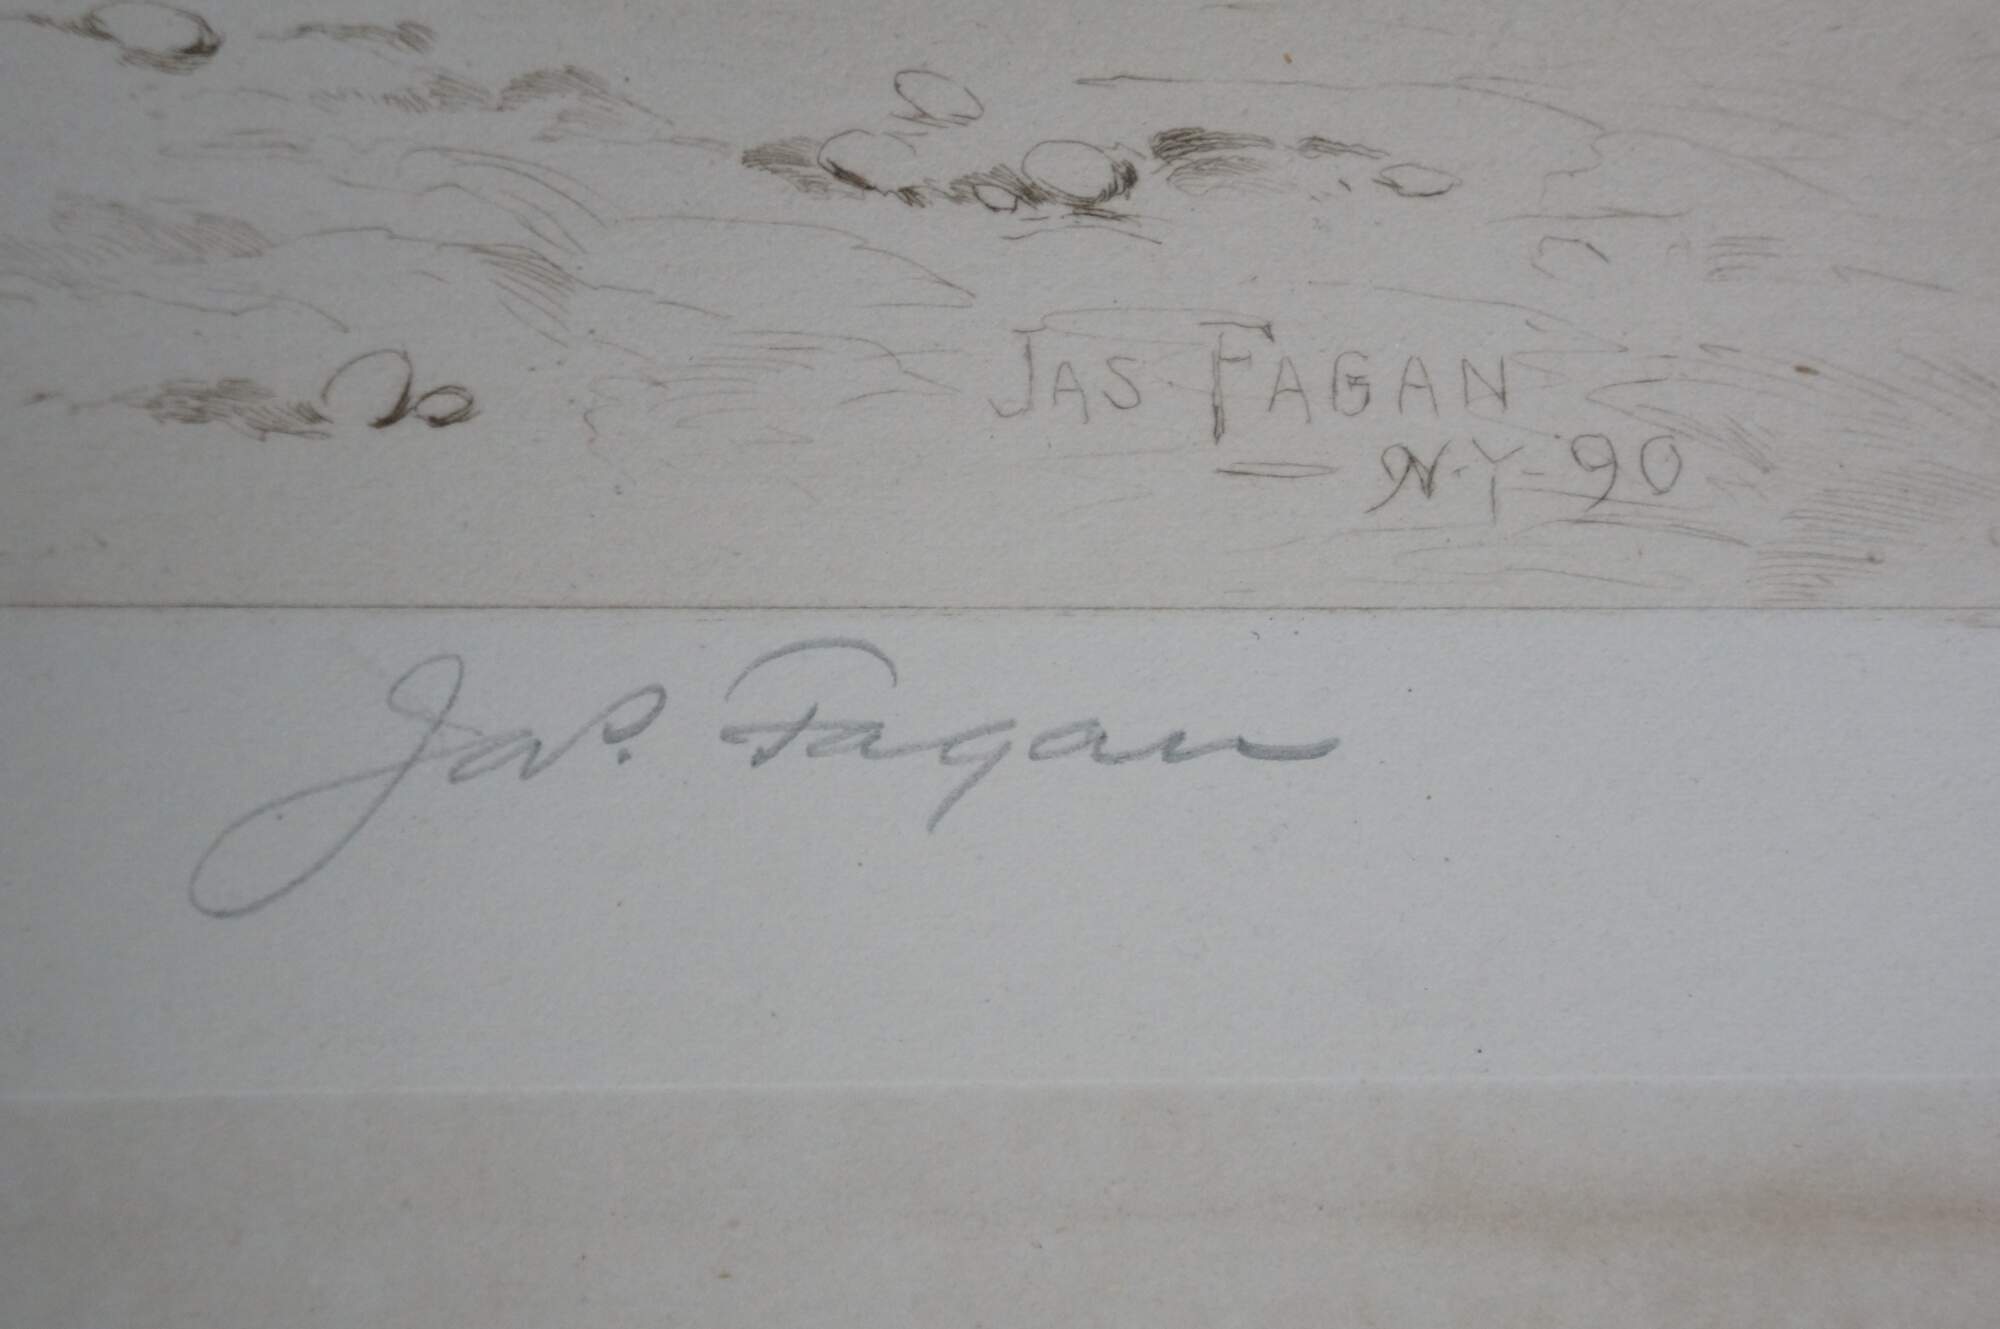 JAS FAGAN
— N-Y-90
Jas. Fagan